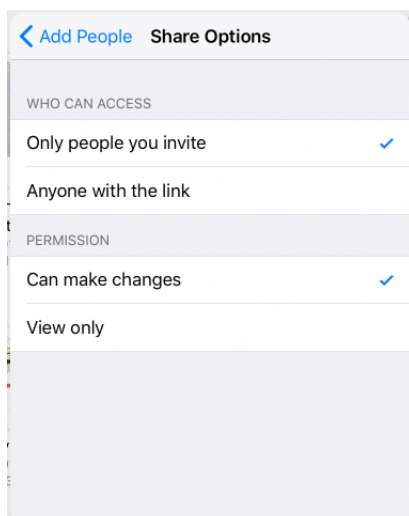 Add People Share Options
WHO CAN ACCESS
Only people you invite
Anyone with the link
PERMISSION
Can make changes
View only